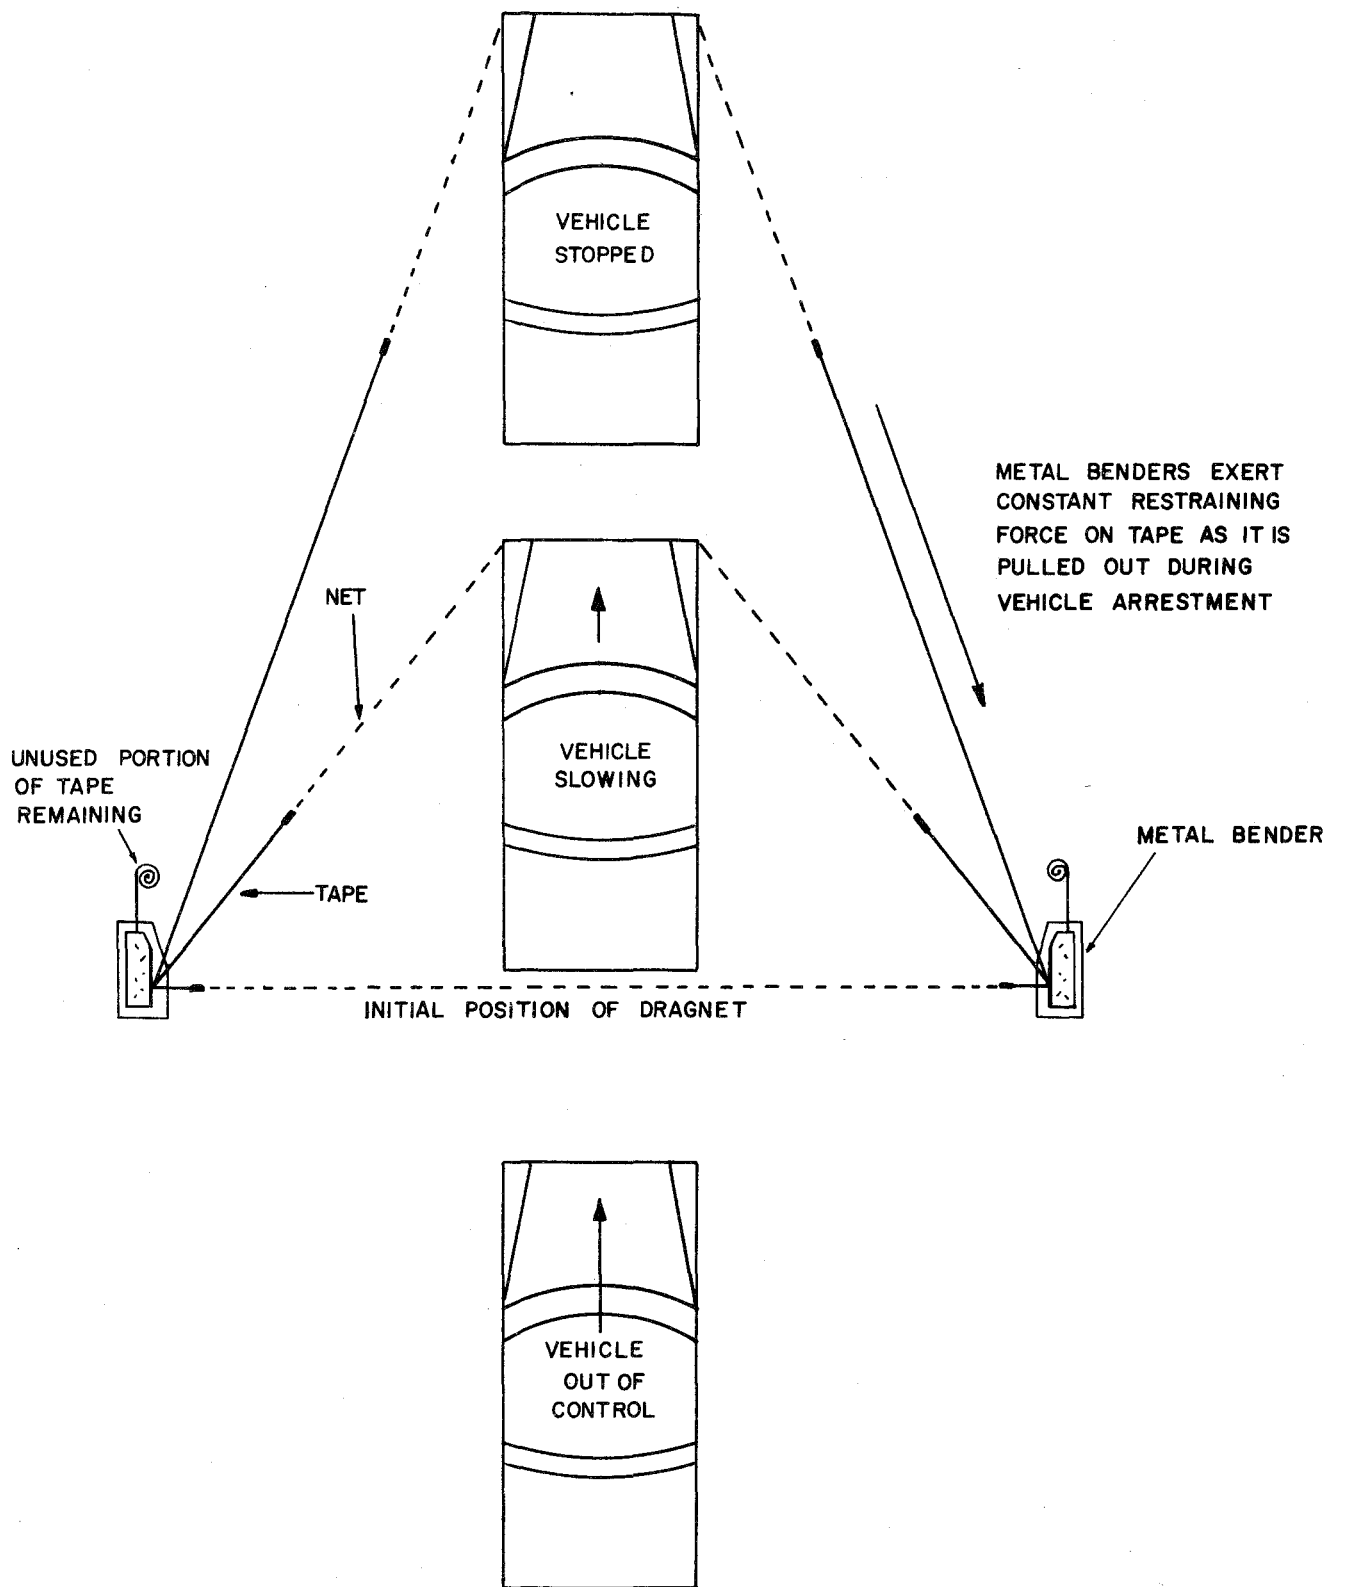 VEHICLE
STOPPED
METAL BENDERS EXERT
CONSTANT RESTRAINING
FORCE ON TAPE AS IT IS
PULLED OUT DURING
VEHICLE ARRESTMENT
NET
UNUSED PORTION
OF TAPE
REMAINING
VEHICLE
SLOWING
METAL BENDER
TAPE
INITIAL POSITION OF DRAGNET
VEHICLE
OUT OF
CONTROL